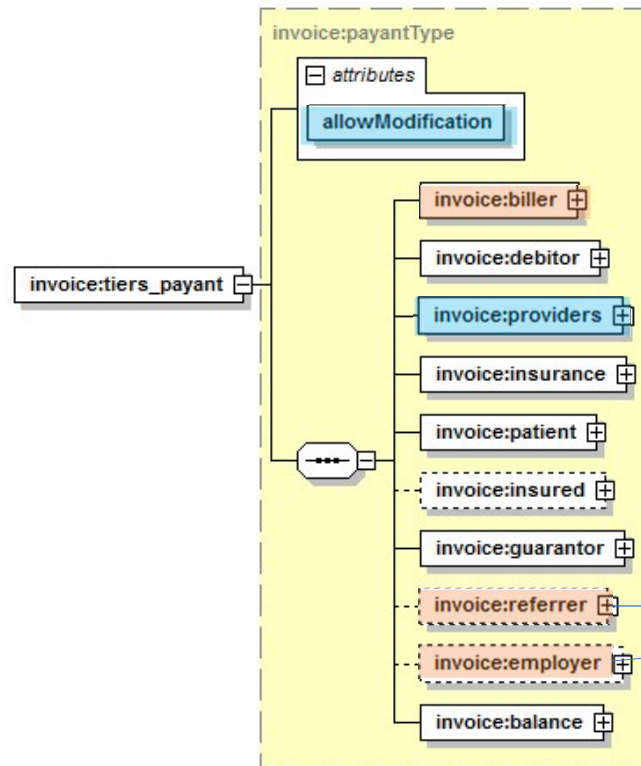 invoice:payantType
attributes
allowModification
invoice:biller
invoice:debitor
invoice:tiers_payant
invoice:providers
invoice:insurance
invoice:patient
invoice:insured
invoice:guarantor
invoice:referrer
invoice:employer
invoice:balance